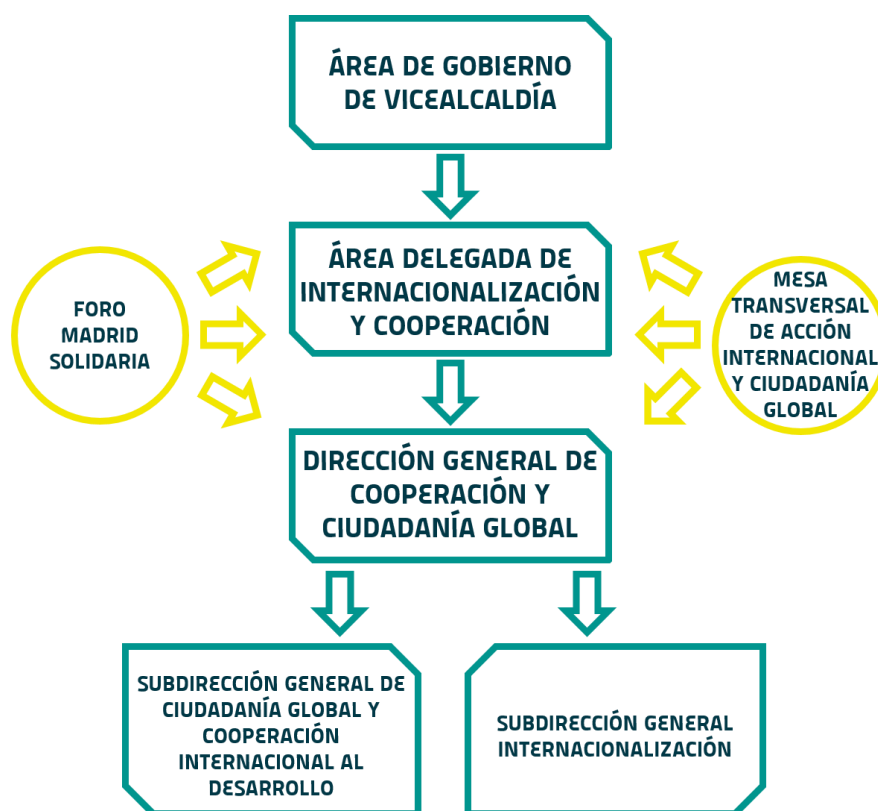 ÁREA DE GOBIERNO
DE VICEALCALDÍA
ÁREA DELEGADA DE
INTERNACIONALIZACIÓN
Y COOPERACIÓN
FORO
MADRID
SOLIDARIA
MESA
TRANSVERSAL
DE ACCIÓN
INTERNACIONAL
Y CIUDADANÍA
GLOBAL
DIRECCIÓN GENERAL DE
COOPERACIÓN Y
CIUDADANÍA GLOBAL
SUBDIRECCIÓN GENERAL DE
CIUDADANÍA GLOBAL Y
COOPERACIÓN
INTERNACIONAL AL
DESARROLLO
SUBDIRECCIÓN GENERAL
INTERNACIONALIZACIÓN